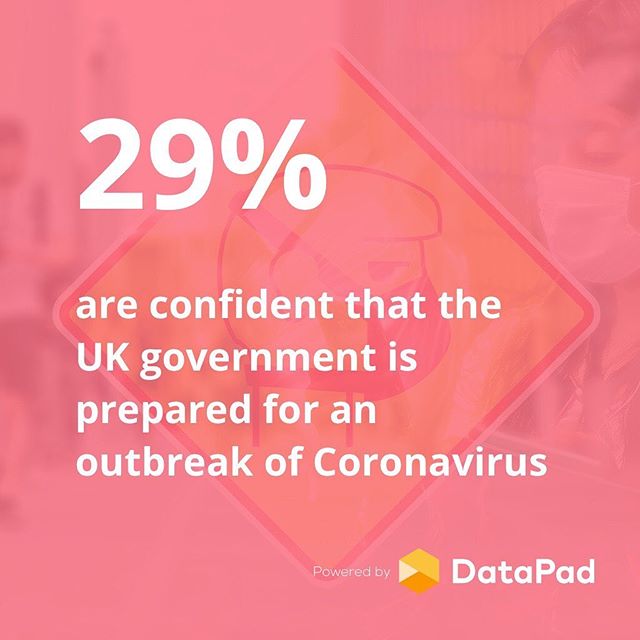 29%
are confident that the
UK government is
prepared for an
outbreak of Coronavirus
Powered by DataPad